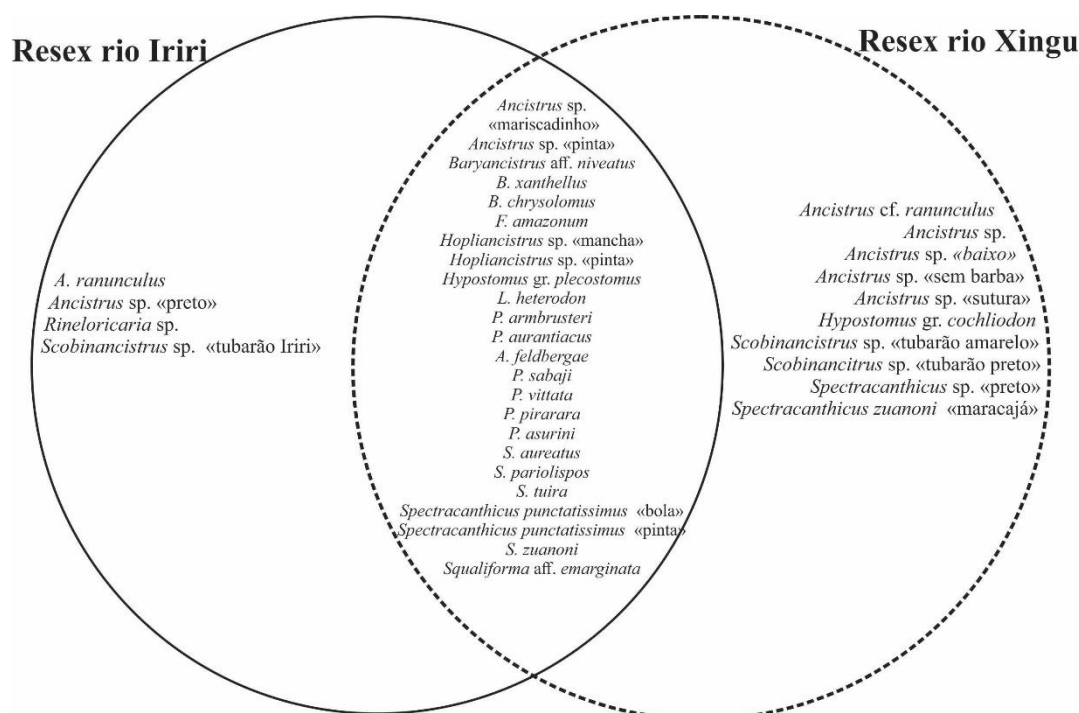 Resex rio Iriri
Resex rio Xingu
A. ranunculus
Ancistrus sp. «preto»
Rineloricaria sp.
Scobinancistrus sp. «tubarão Iriri»
Ancistrus sp.
«mariscadinho»
Ancistrus sp. «pinta»
Baryancistrus aff. niveatus
B. xanthellus
B. chrysolomus
F. amazonum
Hopliancistrus sp. «mancha»
Hopliancistrus sp. «pinta»
Hypostomus gr. plecostomus
L. heterodon
P. armbrusteri
P. aurantiacus
A. feldbergae
P. sabaji
P. vittata
P. pirarara
P. asurini
S. aureatus
S. pariolispos
S. tuira
Spectracanthicus punctatissimus «bola»
Spectracanthicus punctatissimus «pinta»
S. zuanoni
Squaliforma aff. emarginata
Ancistrus cf. ranunculus
Ancistrus sp.
Ancistrus sp. «baixo»
Ancistrus sp. «sem barba»
Ancistrus sp. «sutura»
Hypostomus gr. cochliodon
Scobinancistrus sp. «tubarão amarelo»
Scobinancitrus sp. «tubarão preto»
Spectracanthicus sp. «preto»
Spectracanthicus zuanoni «maracajá»